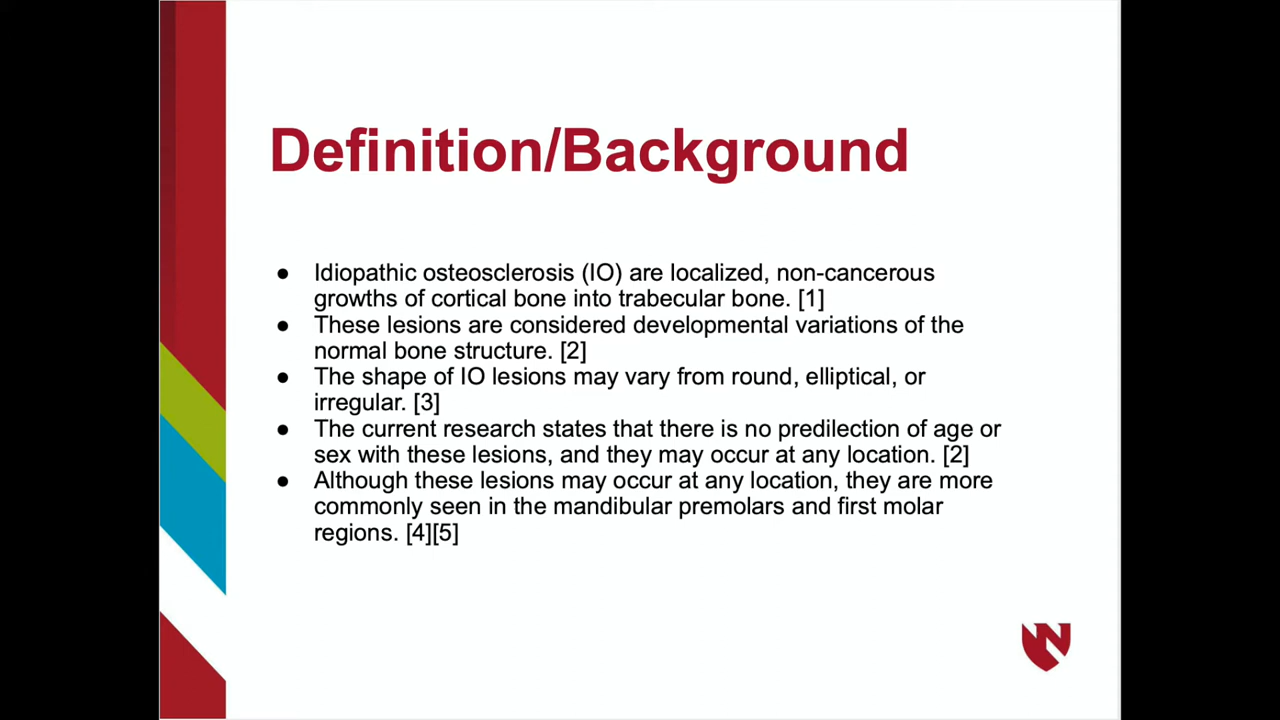 Definition/Background
● Idiopathic osteosclerosis (IO) are localized, non-cancerous
growths of cortical bone into trabecular bone. [1]
● These lesions are considered developmental variations of the
normal bone structure. [2]
● The shape of IO lesions may vary from round, elliptical, or
irregular. [3]
● The current research states that there is no predilection of age or
sex with these lesions, and they may occur at any location. [2]
● Although these lesions may occur at any location, they are more
commonly seen in the mandibular premolars and first molar
regions. [4][5]